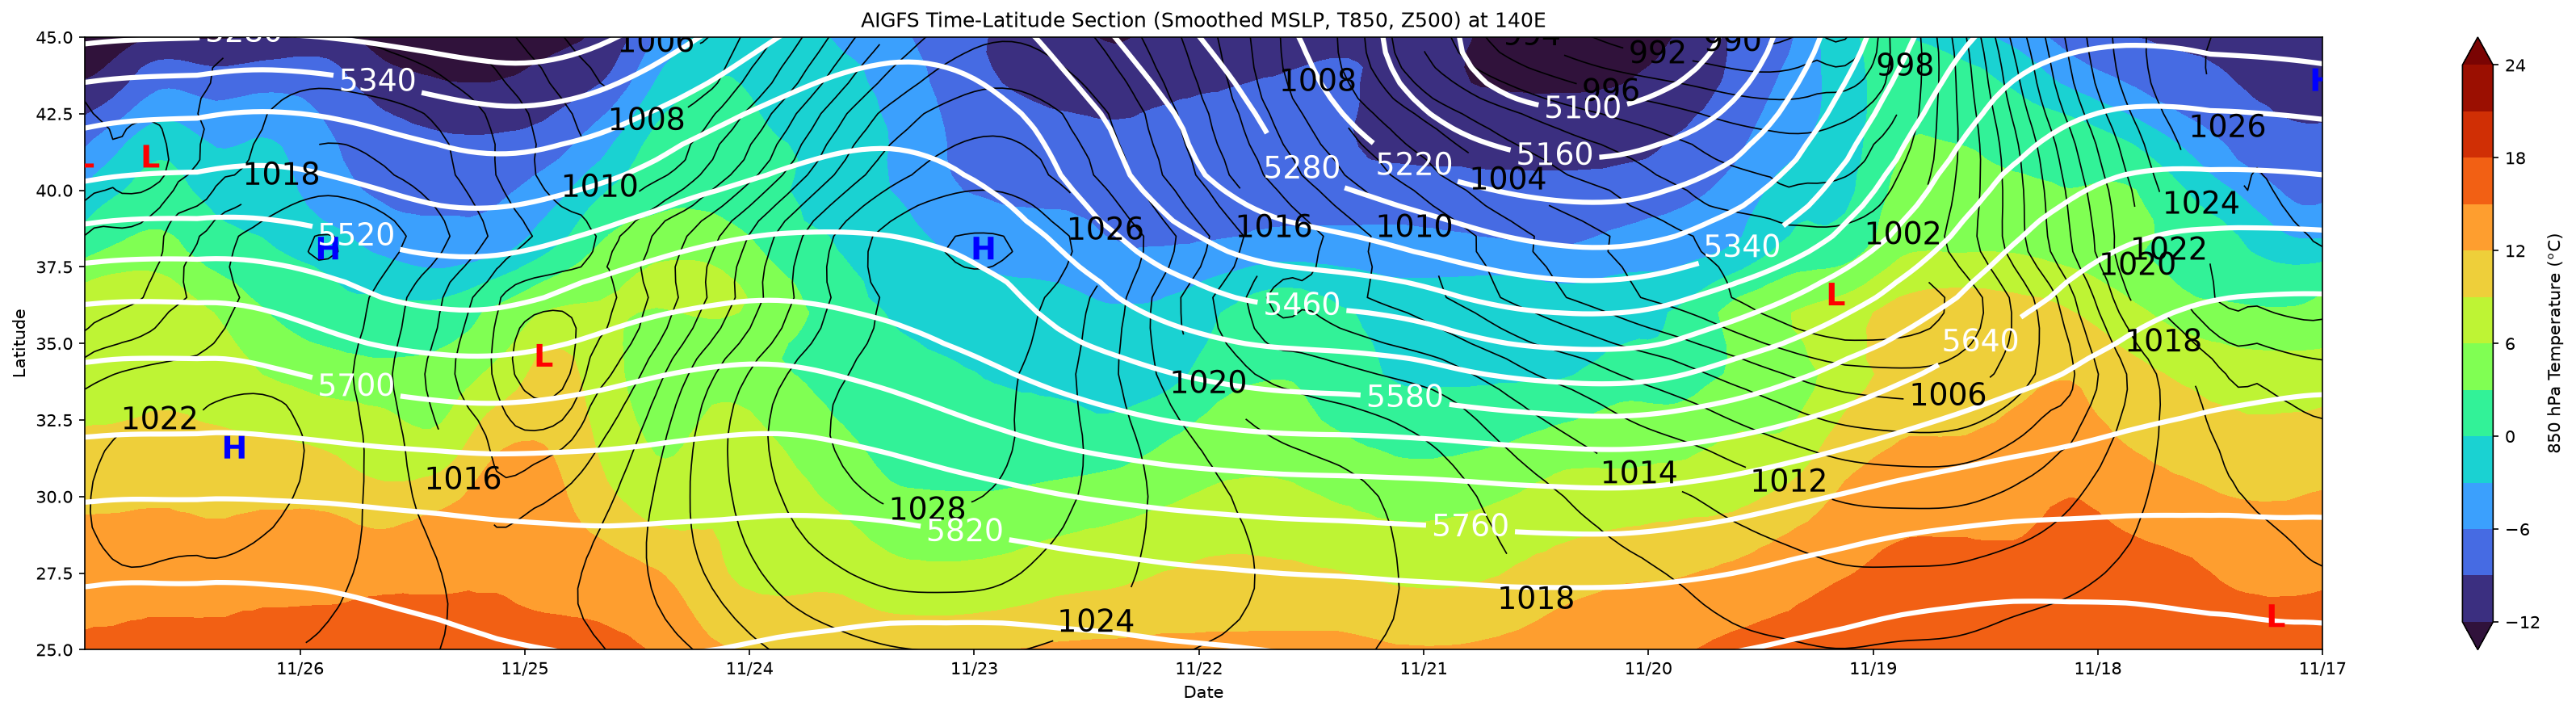 AIGFS Time-Latitude Section (Smoothed MSLP, T850, Z500) at 140E
45.0
42.5
40.0
37.5
35.0
32.5
30.0
27.5
25.0
Latitude
5280 1006 994 992 990 998
5340 1008 996 5100 H
1008 1026
L L 1018 1010 5280 5220 5160 1004 1024
5520 H H 1026 1016 1010 5340 1002 1022 1020
L 5460 L 5640 1018
5700 1020 5580 1006
1022 H 1016 1014 1012
1028 5820 5760
1024 1018 L
11/26 11/25 11/24 11/23 11/22 11/21 11/20 11/19 11/18 11/17
Date
24
18
12
6
0
−6
−12
850 hPa Temperature (°C)